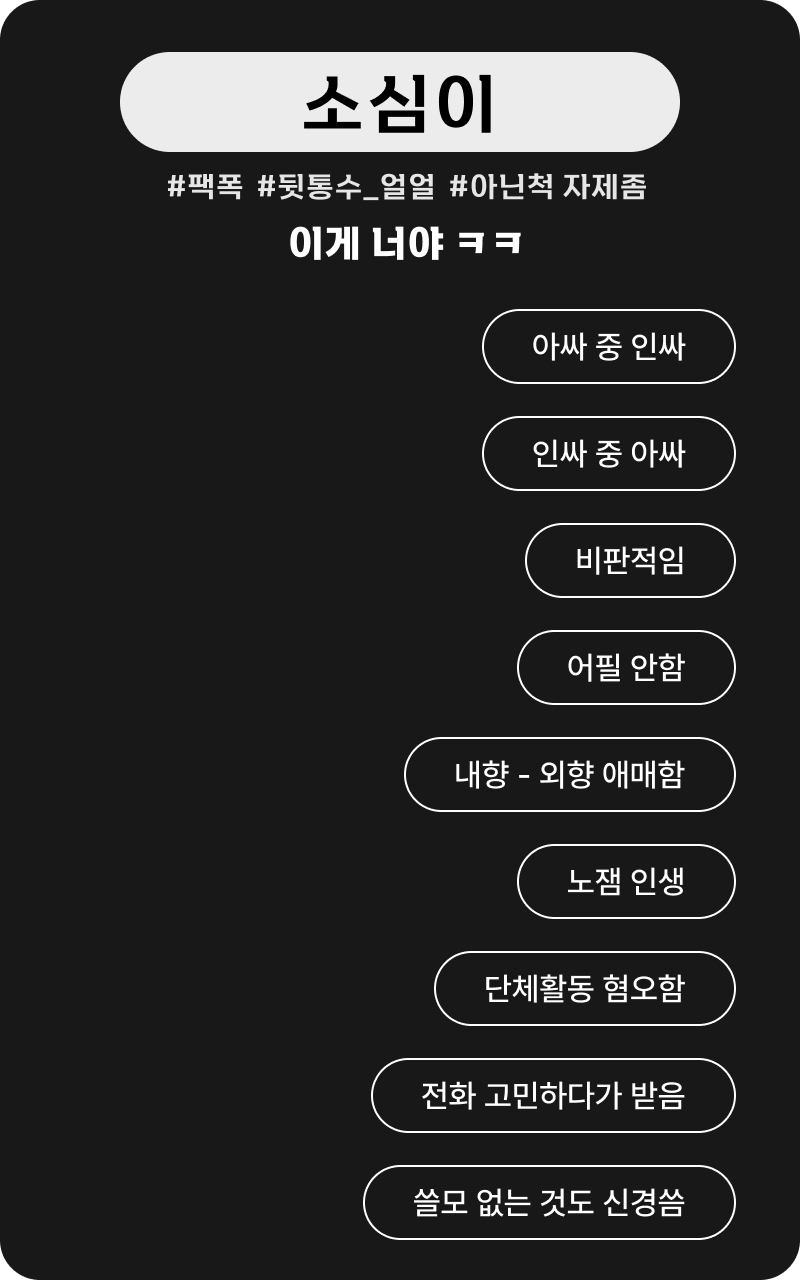 소심이
#팩폭 #뒷통수_얼얼 #아닌척 자제좀
이게 너야 ㅋㅋ
아싸 중 인싸
인싸 중 아싸
비판적임
어필 안함
내향 - 외향 애매함
노잼 인생
단체활동 혐오함
전화 고민하다가 받음
쓸모 없는 것도 신경씀